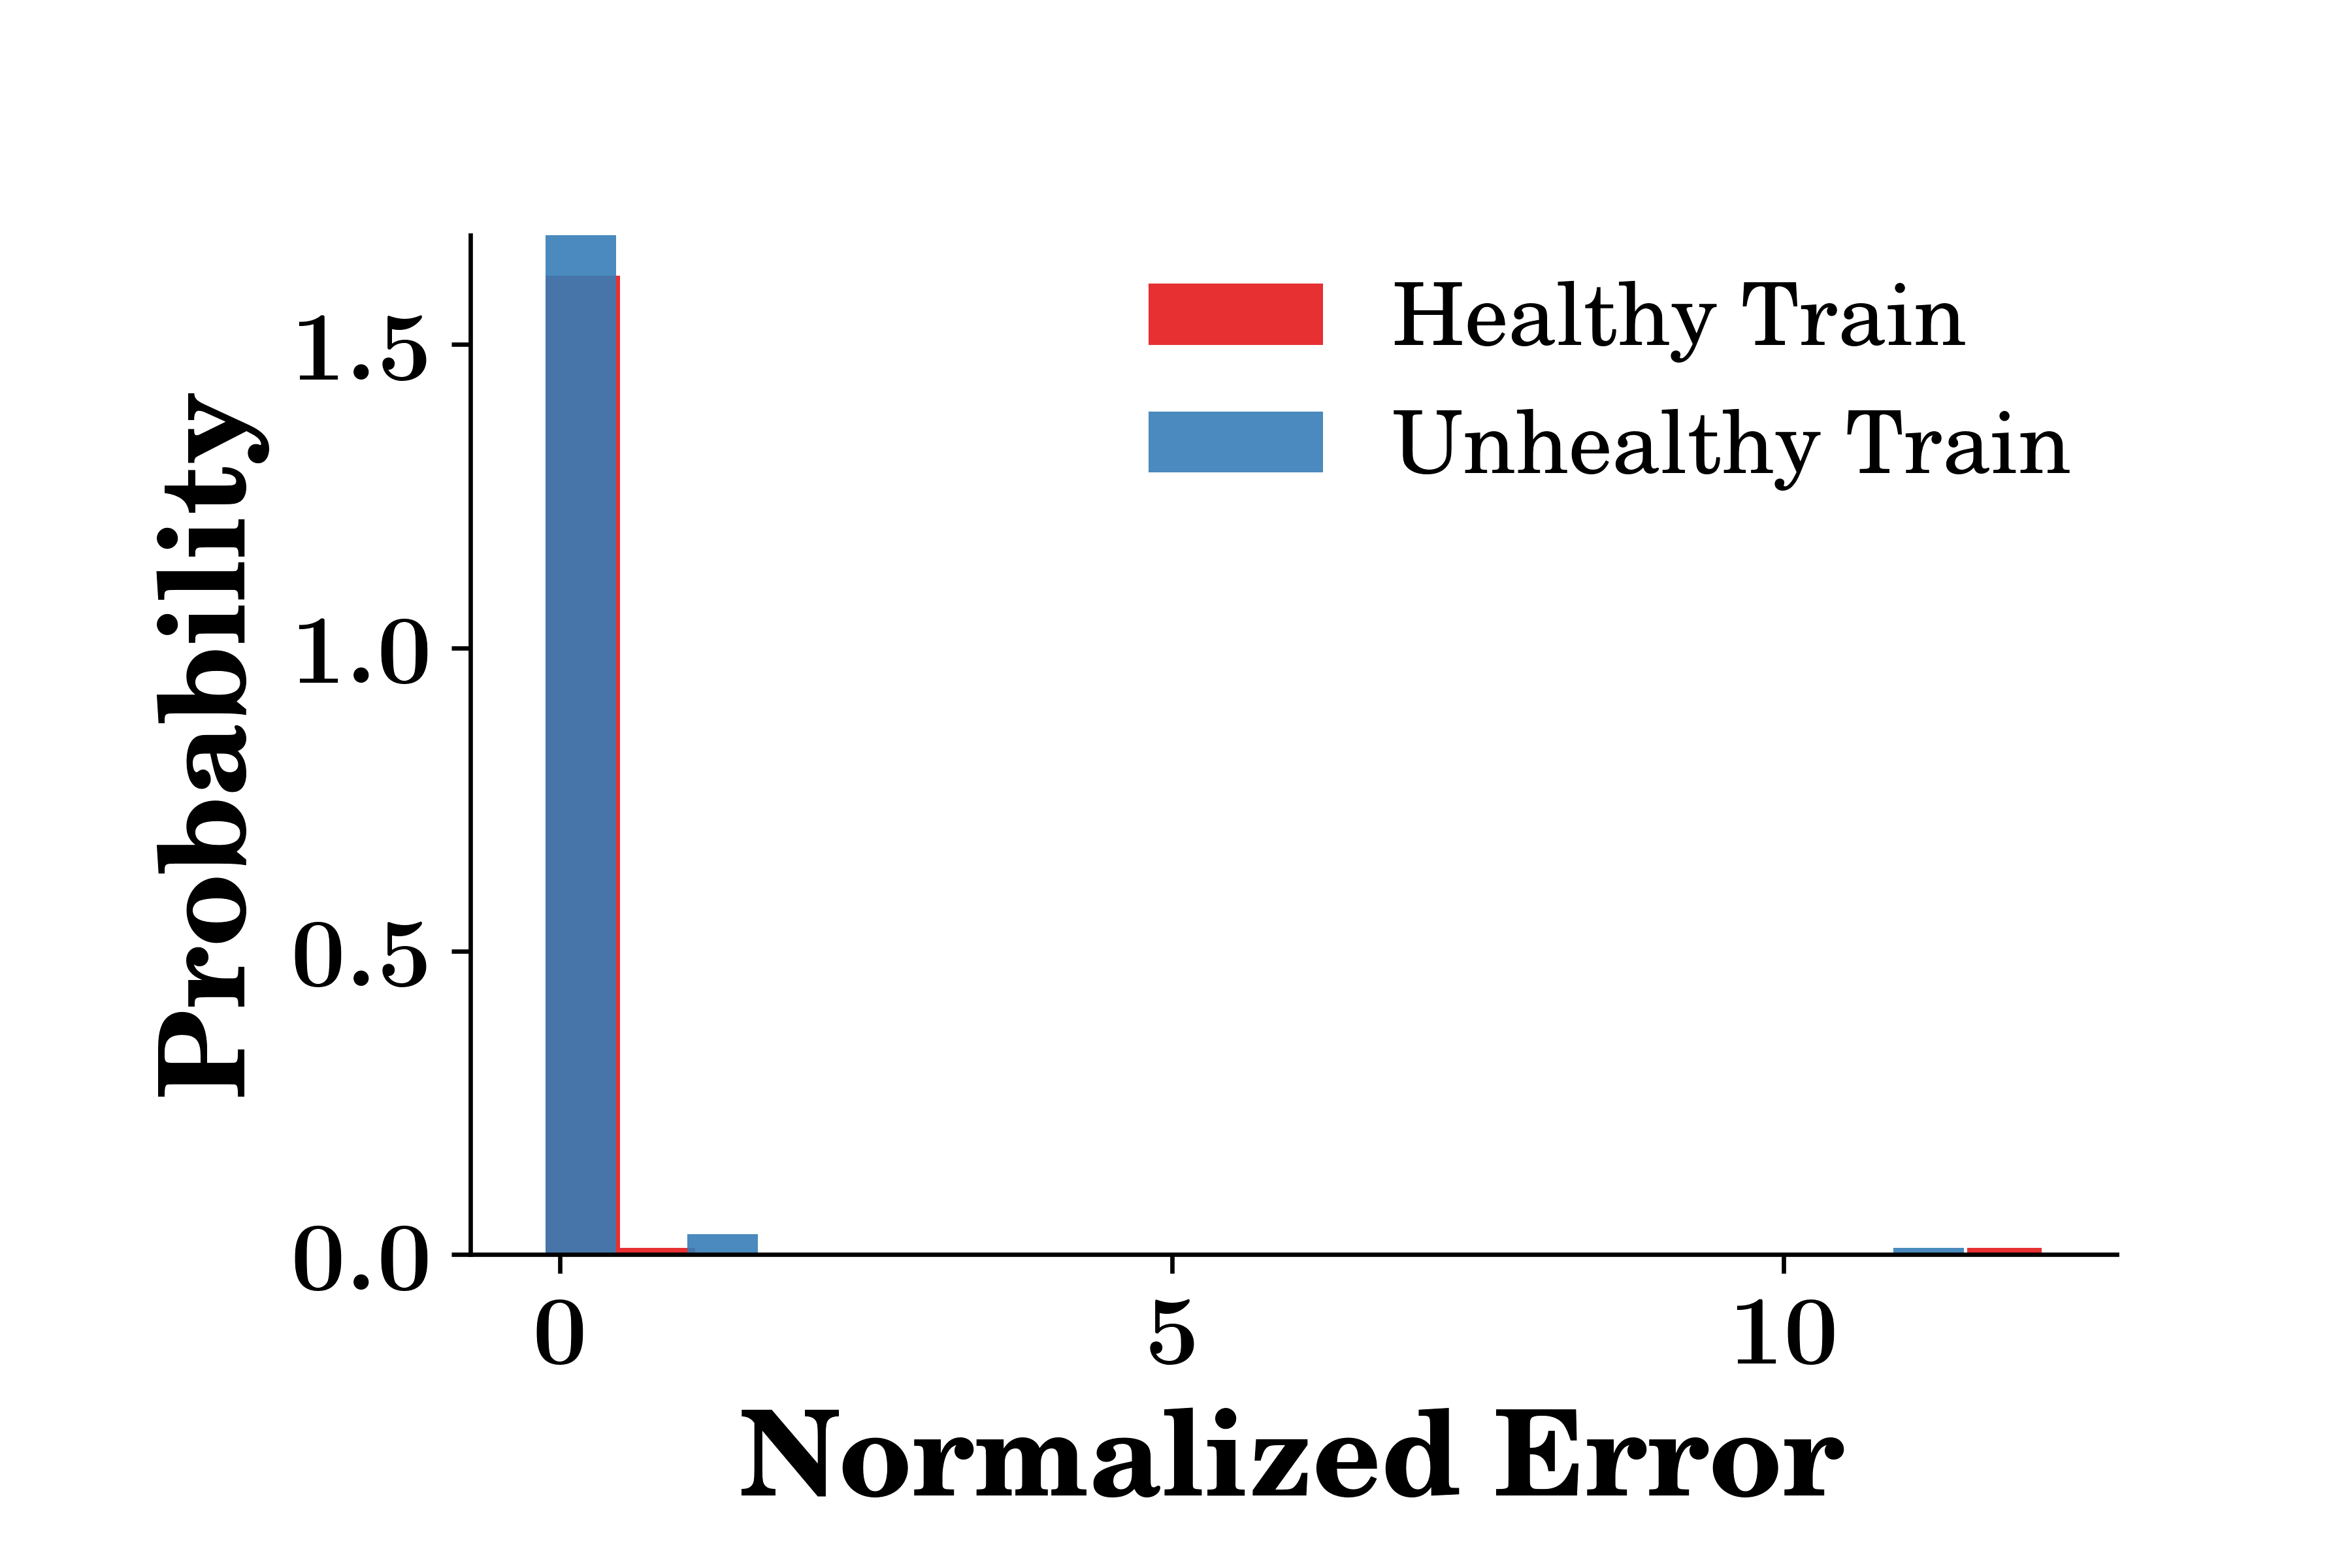 Healthy Train
Unhealthy Train
Probability
1.5
1.0
0.5
0.0
0 5 10
Normalized Error